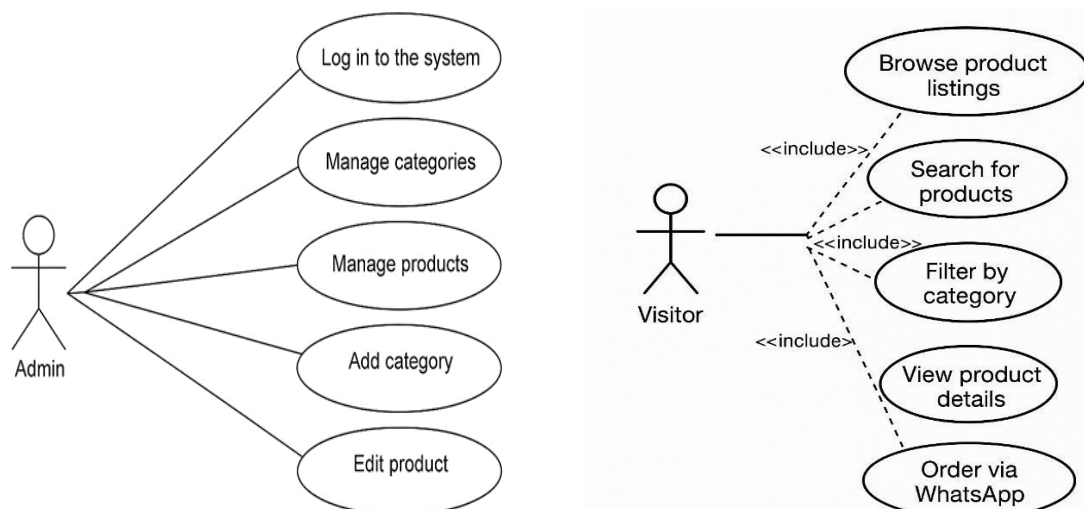 Log in to the system
Manage categories
Manage products
Add category
Edit product
Admin
Browse product
listings
<<include>>
Search for
products
<<include>>
Filter by
category
Visitor
<<include>
View product
details
Order via
WhatsApp